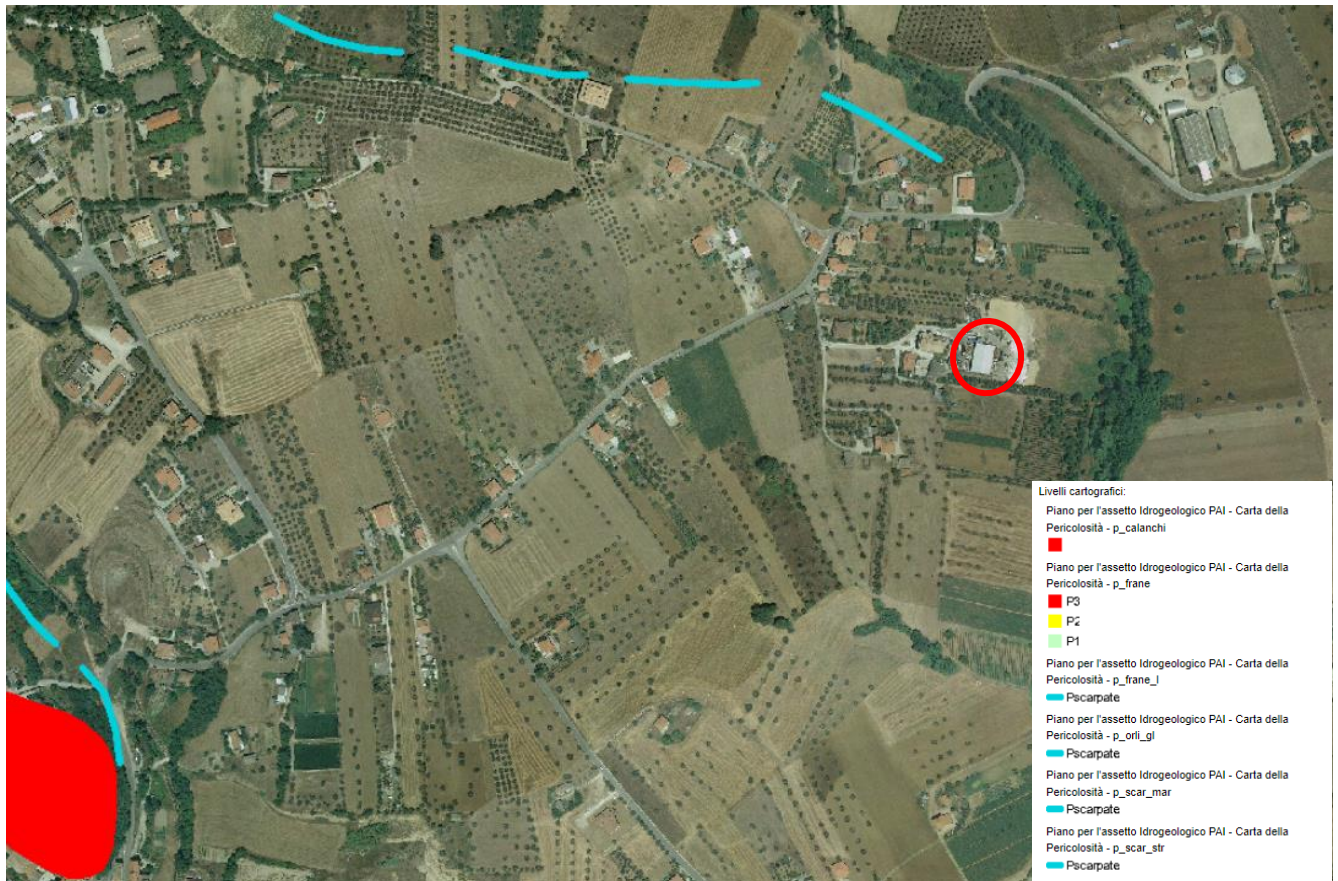 Livelli cartografici:
Piano per l'assetto Idrogeologico PAI - Carta della
Pericolosità - p_calanchi
Piano per l'assetto Idrogeologico PAI - Carta della
Pericolosità - p_frane
P3
P2
P1
Piano per l'assetto Idrogeologico PAI - Carta della
Pericolosità - p_frane_l
Pscarpate
Piano per l'assetto Idrogeologico PAI - Carta della
Pericolosità - p_orli_gl
Pscarpate
Piano per l'assetto Idrogeologico PAI - Carta della
Pericolosità - p_scar_mar
Pscarpate
Piano per l'assetto Idrogeologico PAI - Carta della
Pericolosità - p_scar_str
Pscarpate